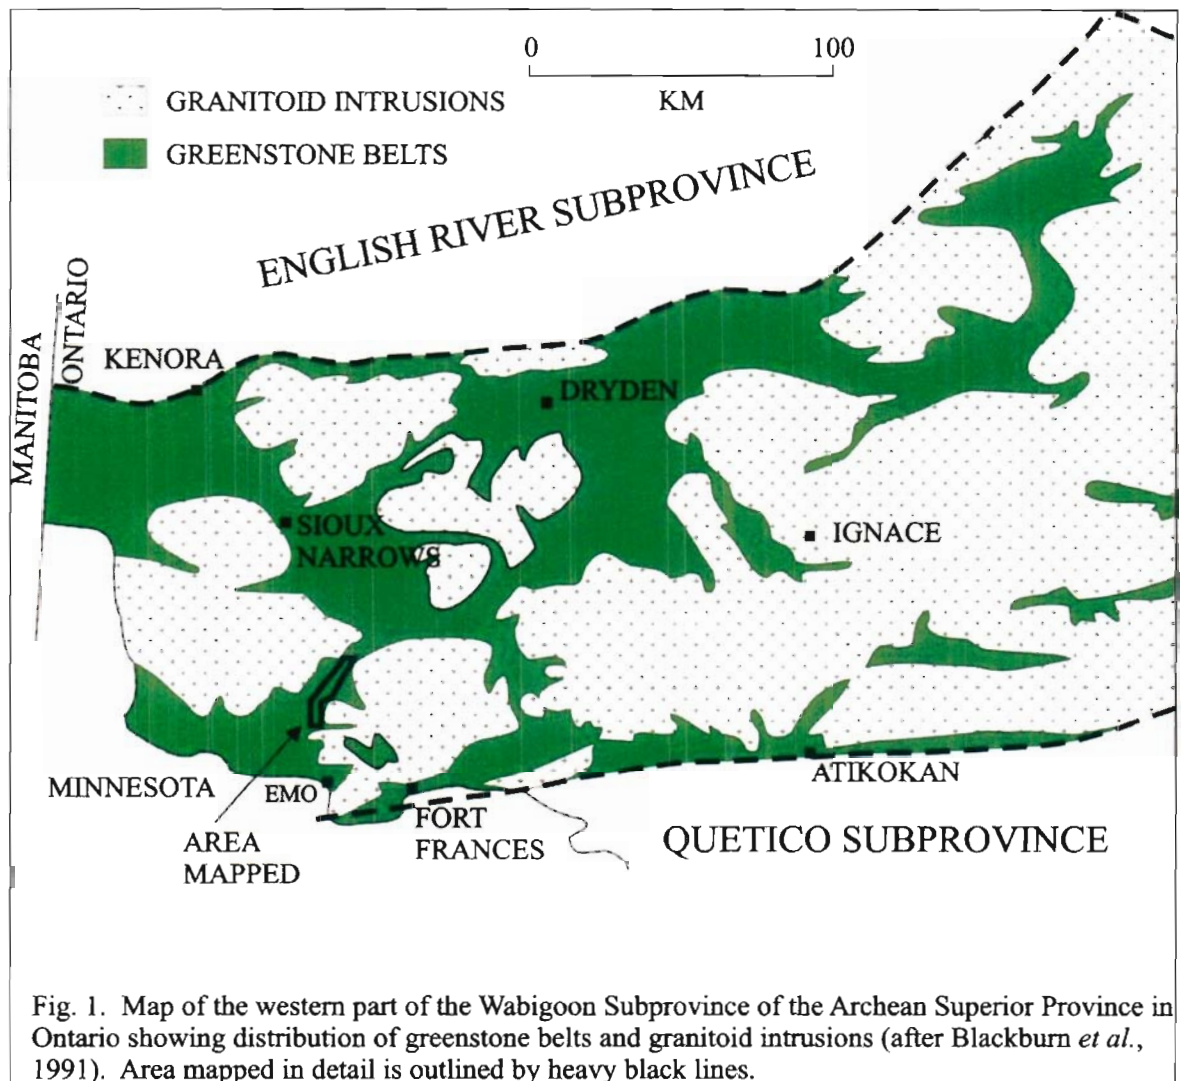 0 100
KM
GRANITOID INTRUSIONS
GREENSTONE BELTS
ENGLISH RIVER SUBPROVINCE
MANITOBA
ONTARIO
KENORA
DRYDEN
SIOUX
NARROWS
IGNACE
MINNESOTA
EMO
AREA
MAPPED
FORT
FRANCES
ATIKOKAN
QUETICO SUBPROVINCE
Fig. 1. Map of the western part of the Wabigoon Subprovince of the Archean Superior Province in
Ontario showing distribution of greenstone belts and granitoid intrusions (after Blackburn et al.,
1991). Area mapped in detail is outlined by heavy black lines.